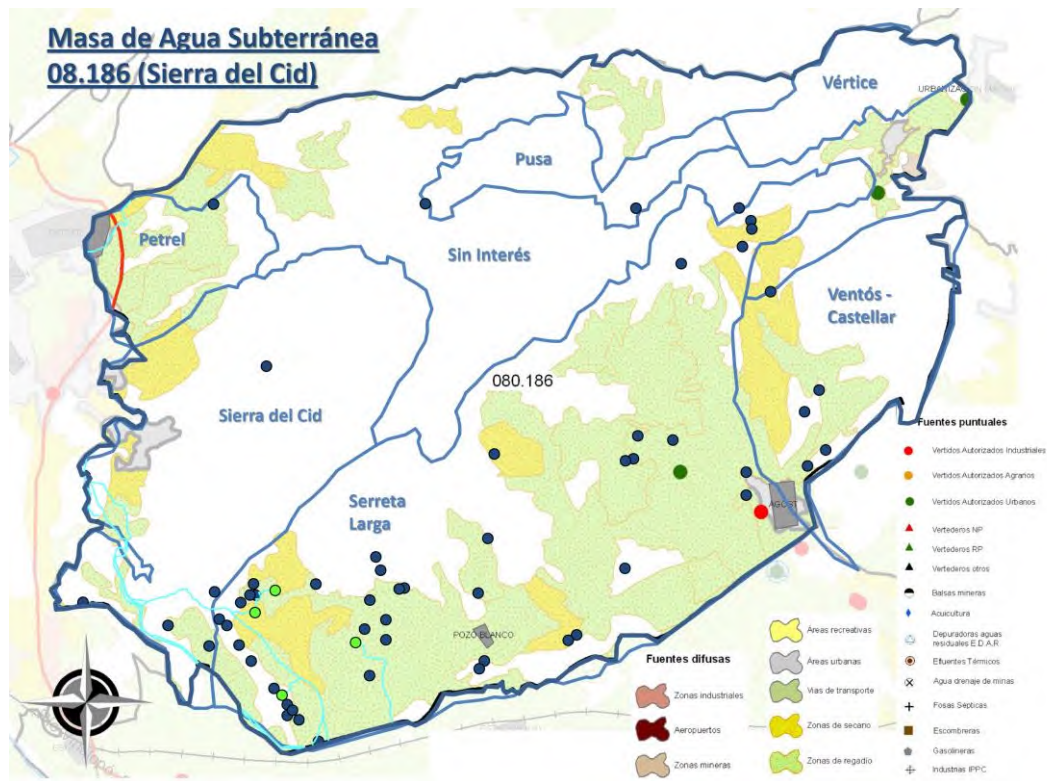 Masa de Agua Subterránea
08.186 (Sierra del Cid)
Vértice
Pusa
Petrel
Sin Interés
Ventós -
Castellar
080.186
Sierra del Cid
Serreta
Larga
AGOST
POZO BLANCO
Fuentes puntuales
Vertidos Autorizados Industriales
Vertidos Autorizados Agrarios
Vertidos Autorizados Urbanos
Vertederos NP
Vertederos RP
Vertederos otros
Balsas mineras
Acuicultura
Depuradoras aguas
residuales E.D.A.R.
Efluentes Térmicos
Agua drenaje de minas
Fosas Sépticas
Escombreras
Gasolineras
Industrias IPPC
Fuentes difusas
Zonas industriales
Aeropuertos
Zonas mineras
Áreas recreativas
Áreas urbanas
Vías de transporte
Zonas de secano
Zonas de regadío